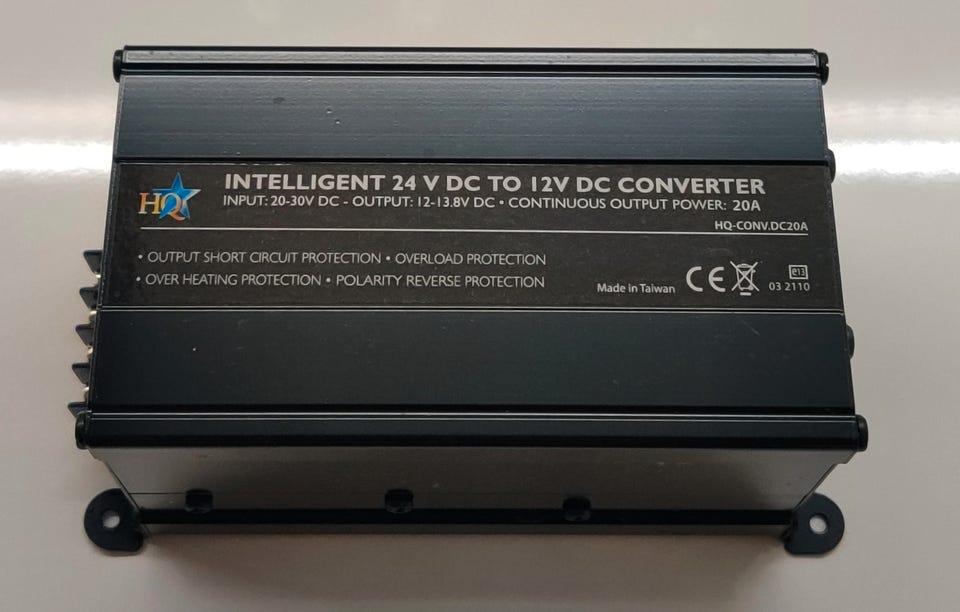 HQ
INTELLIGENT 24 V DC TO 12V DC CONVERTER
INPUT: 20-30V DC - OUTPUT: 12-13.8V DC • CONTINUOUS OUTPUT POWER: 20A
HQ-CONV.DC20A
• OUTPUT SHORT CIRCUIT PROTECTION • OVERLOAD PROTECTION
• OVER HEATING PROTECTION • POLARITY REVERSE PROTECTION
Made in Taiwan CE e13
03 2110